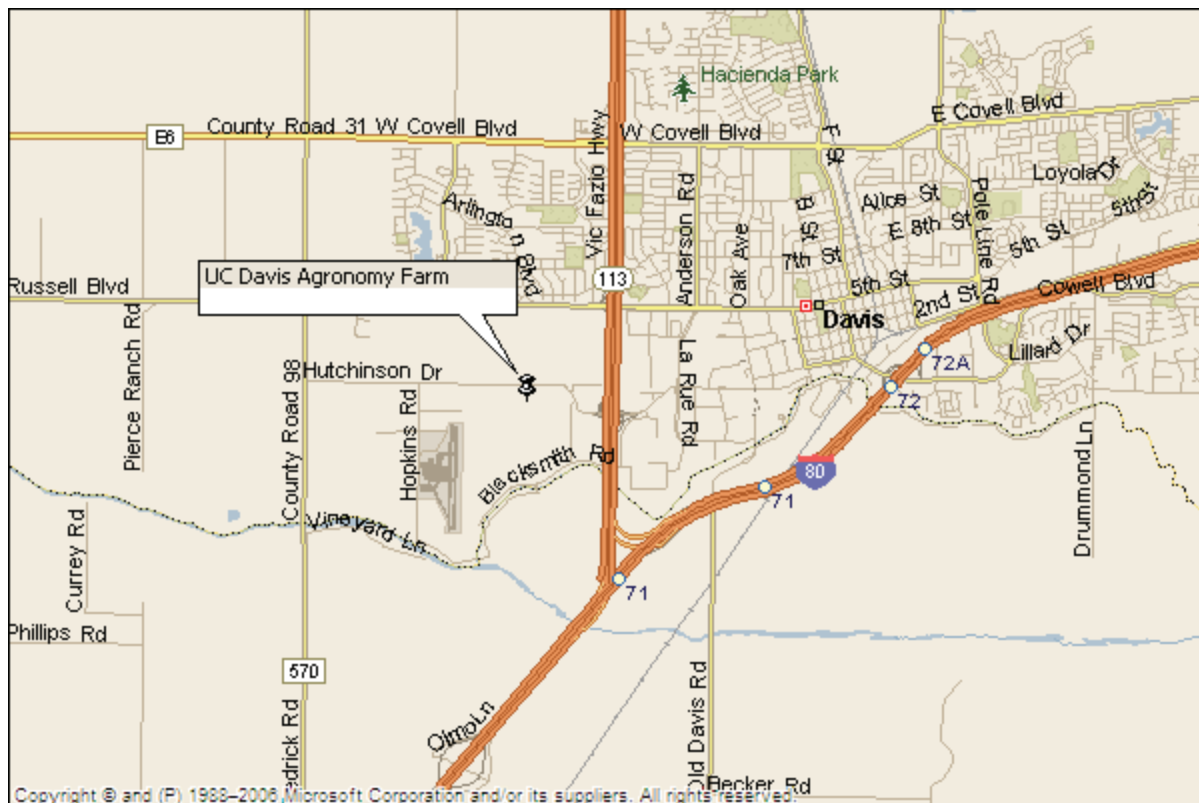 Hacienda Park
E Covell Blvd
County Road 31 W Covell Blvd
W Covell Blvd
E6
Vic Fazio Hwy
F St
Loyola Dr
Anderson Rd
B St
Alice St
Pole Line Rd
5th St
Arlington Blvd
Oak Ave
E 8th St
5th St
7th St
UC Davis Agronomy Farm
113
5th St
2nd St
Cowell Blvd
Russell Blvd
Davis
Pierce Ranch Rd
La Rue Rd
72A
Lillard Dr
County Road 98
Hutchinson Dr
Hopkins Rd
72
Blacksmith Rd
80
71
Drummond Ln
Currey Rd
Vineyard Ln
71
Phillips Rd
570
Old Davis Rd
edrick Rd
Olmo Ln
Becker Rd
Copyright © and (P) 1988–2006 Microsoft Corporation and/or its suppliers. All rights reserved.